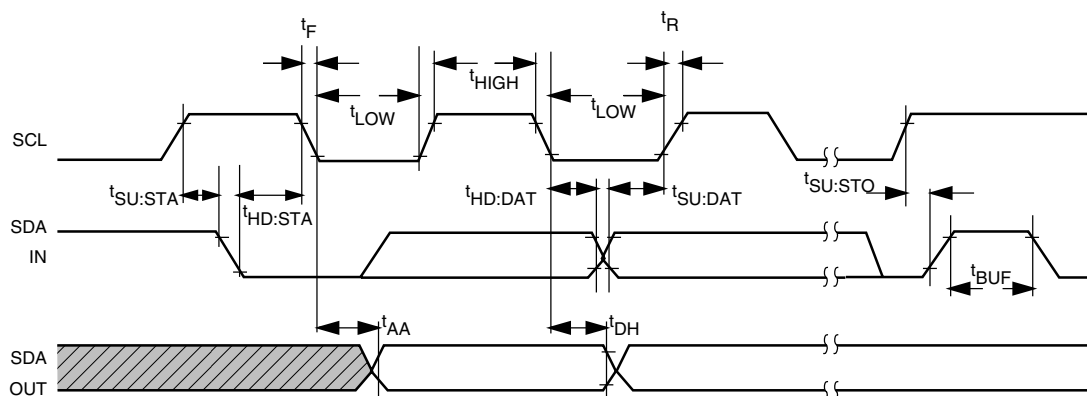 tF
tR
tHIGH
tLOW
tLOW
SCL
tSU:STA
tHD:STA
tHD:DAT
tSU:DAT
tSU:STO
SDA
IN
tBUF
tAA
tDH
SDA
OUT